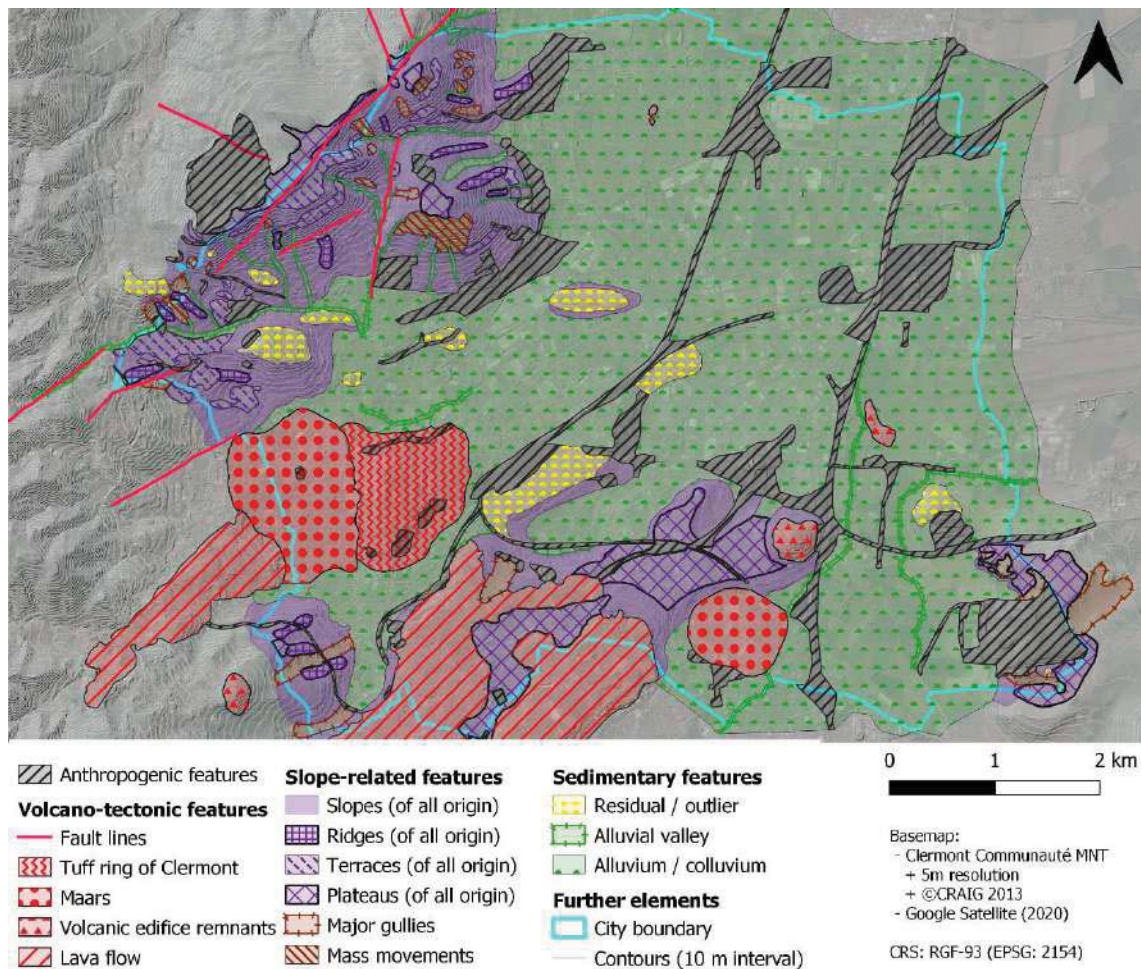 Anthropogenic features
Volcano-tectonic features
Fault lines
Tuff ring of Clermont
Maars
Volcanic edifice remnants
Lava flow
Slope-related features
Slopes (of all origin)
Ridges (of all origin)
Terraces (of all origin)
Plateaus (of all origin)
Major gullies
Mass movements
Sedimentary features
Residual / outlier
Alluvial valley
Alluvium / colluvium
Further elements
City boundary
Contours (10 m interval)
0 1 2 km
Basemap:
- Clermont Communauté MNT
+ 5m resolution
+ ©CRAIG 2013
- Google Satellite (2020)
CRS: RGF-93 (EPSG: 2154)